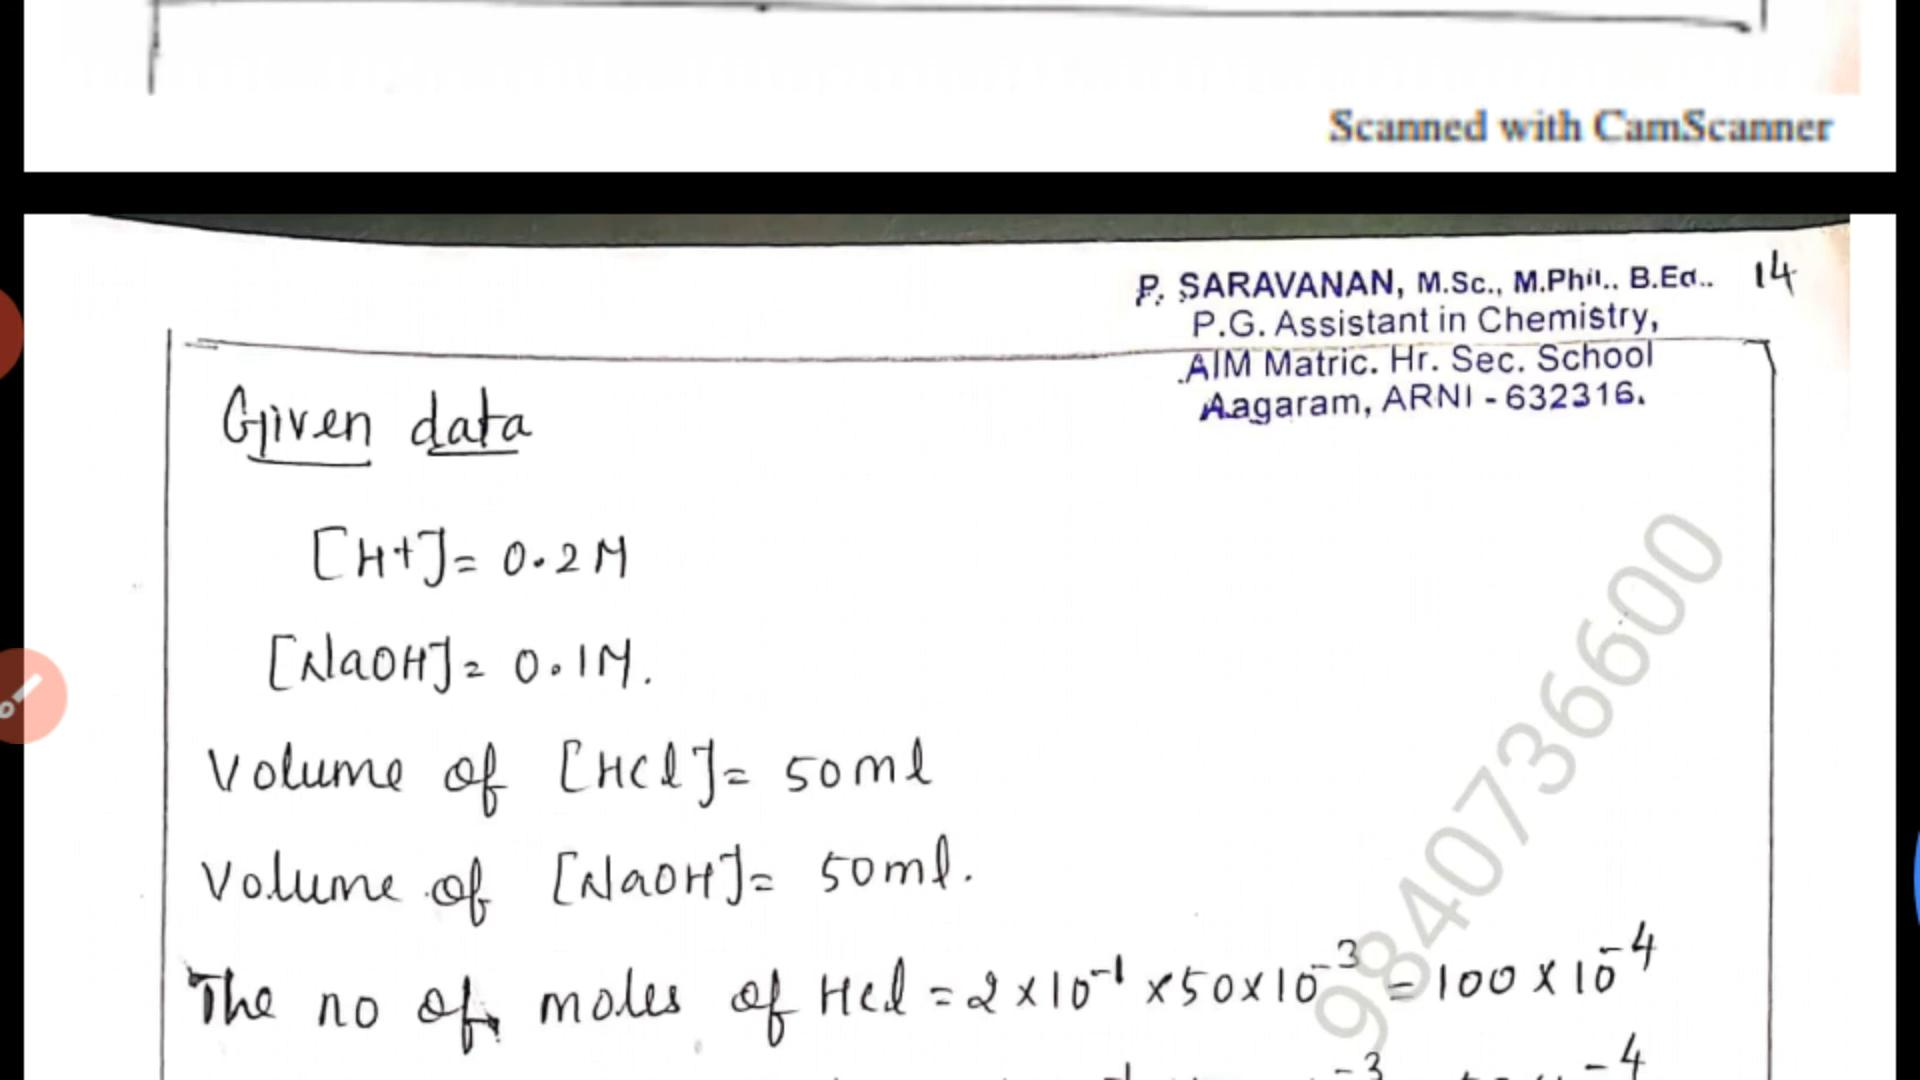 Scanned with CamScanner
P. SARAVANAN, M.Sc., M.Phil., B.Ed.. 14
P.G. Assistant in Chemistry,
AIM Matric. Hr. Sec. School
Aagaram, ARNI - 632316.
Given data
[H+] = 0.2M
[NaOH] = 0.1M.
Volume of [HCl] = 50ml
Volume of [NaOH] = 50ml.
The no of moles of HCl = 2 × 10⁻¹ × 50 × 10⁻³ = 100 × 10⁻⁴
9840736600